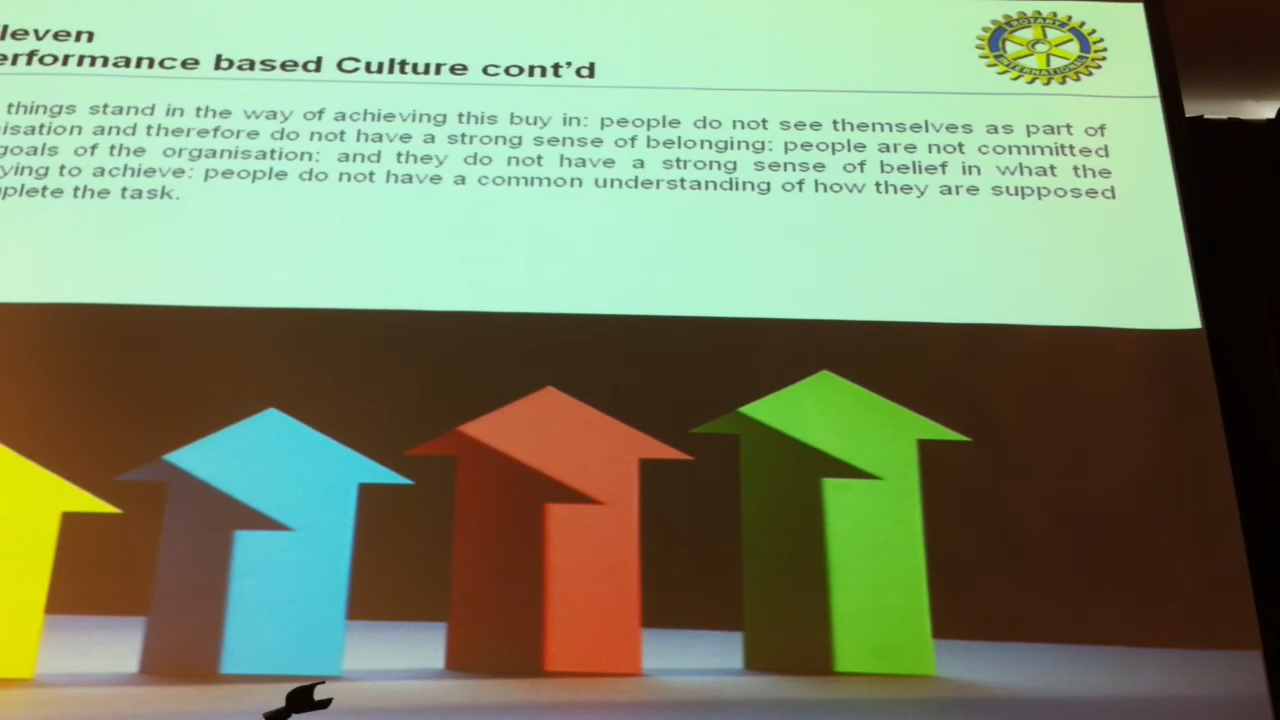 leven
erformance based Culture cont'd
ROTARY
INTERNATIONAL
things stand in the way of achieving this buy in: people do not see themselves as part of
isation and therefore do not have a strong sense of belonging: people are not committed
goals of the organisation: and they do not have a strong sense of belief in what the
ying to achieve: people do not have a common understanding of how they are supposed
plete the task.